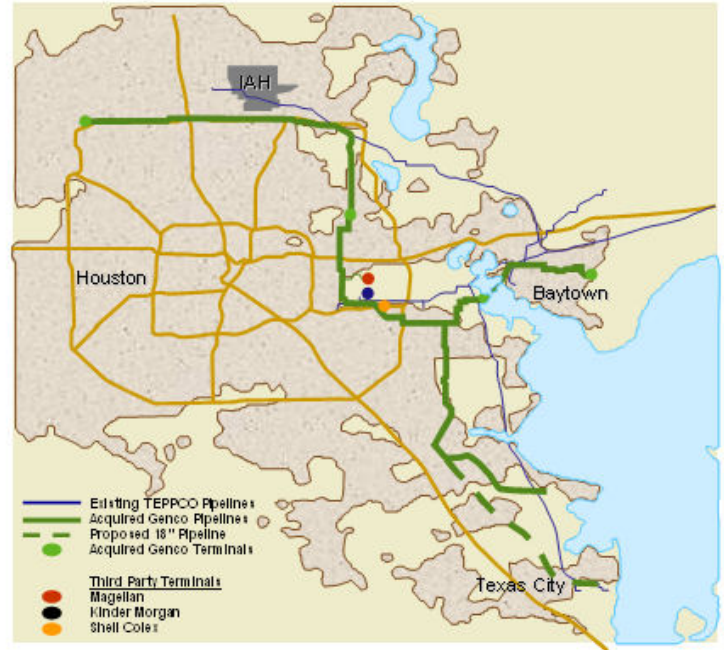 IAH
Houston
Baytown
Existing TEPPCO Pipelines
Acquired Genco Pipelines
Proposed 18" Pipeline
Acquired Genco Terminals
Texas City
Third Party Terminals
Magellan
Kinder Morgan
Shell Colex